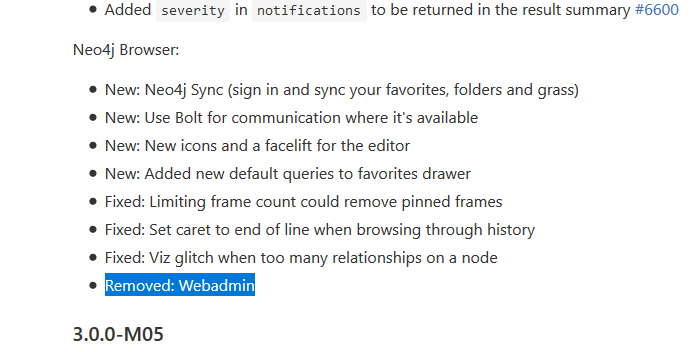 • Added severity in notifications to be returned in the result summary #6600
Neo4j Browser:
• New: Neo4j Sync (sign in and sync your favorites, folders and grass)
• New: Use Bolt for communication where it's available
• New: New icons and a facelift for the editor
• New: Added new default queries to favorites drawer
• Fixed: Limiting frame count could remove pinned frames
• Fixed: Set caret to end of line when browsing through history
• Fixed: Viz glitch when too many relationships on a node
• Removed: Webadmin
3.0.0-M05